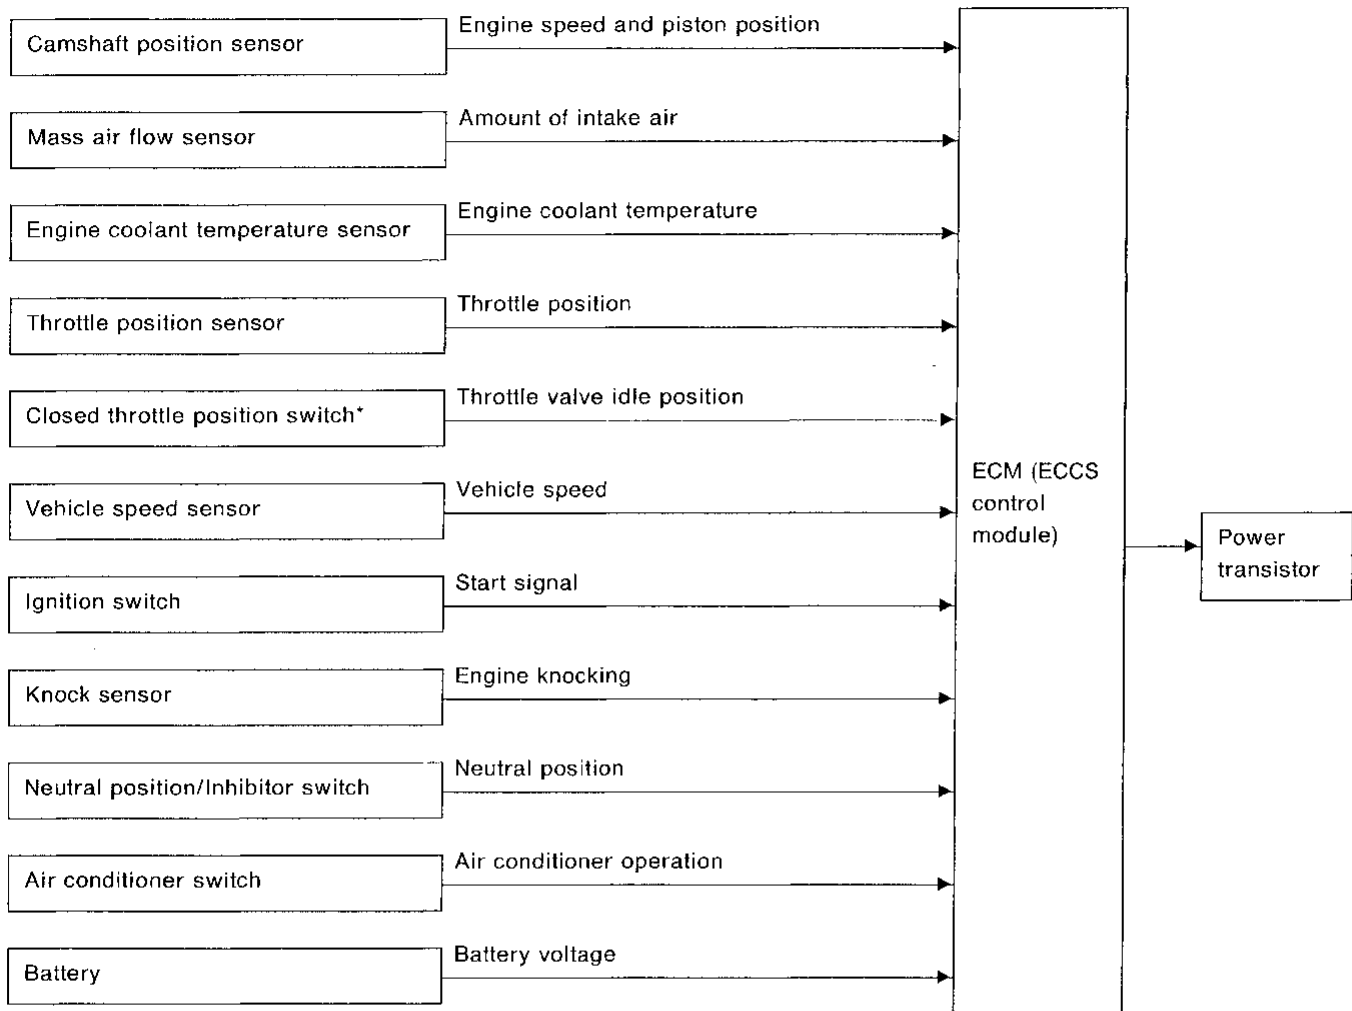 Camshaft position sensor
Engine speed and piston position
Mass air flow sensor
Amount of intake air
Engine coolant temperature sensor
Engine coolant temperature
Throttle position sensor
Throttle position
Closed throttle position switch*
Throttle valve idle position
Vehicle speed sensor
Vehicle speed
Ignition switch
Start signal
Knock sensor
Engine knocking
Neutral position/Inhibitor switch
Neutral position
Air conditioner switch
Air conditioner operation
Battery
Battery voltage
ECM (ECCS
control
module)
Power
transistor